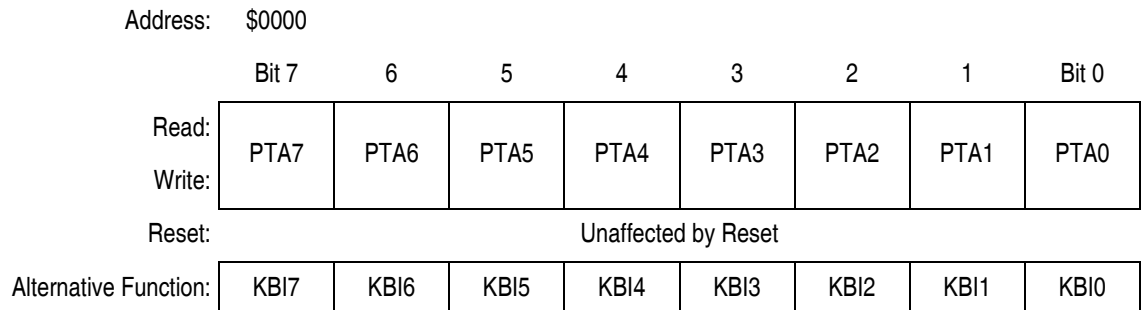 Address: $0000
Bit 7 6 5 4 3 2 1 Bit 0
Read:
PTA7 PTA6 PTA5 PTA4 PTA3 PTA2 PTA1 PTA0
Write:
Reset: Unaffected by Reset
Alternative Function: KBI7 KBI6 KBI5 KBI4 KBI3 KBI2 KBI1 KBI0